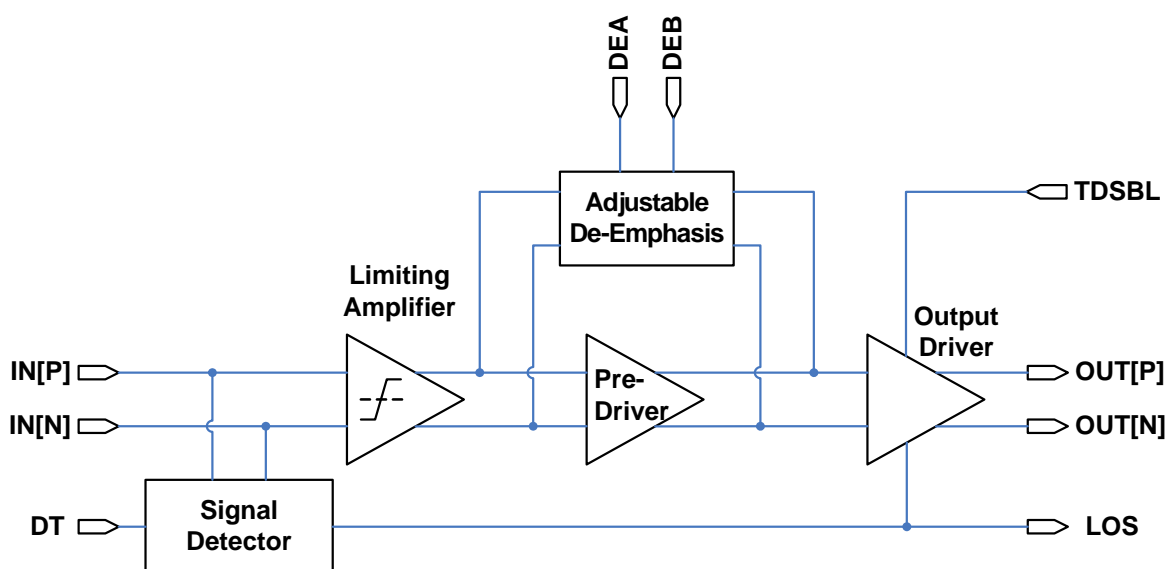 DEA
DEB
Adjustable
De-Emphasis
TDSBL
Limiting
Amplifier
Output
Driver
IN[P]
Pre-
Driver
OUT[P]
IN[N]
OUT[N]
DT
Signal
Detector
LOS